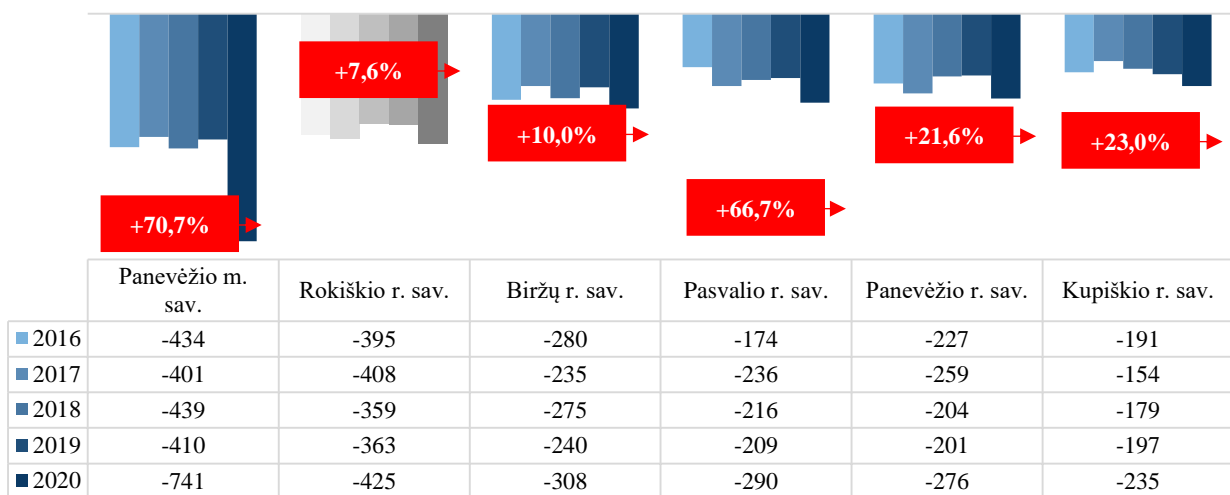 +7,6%
+10,0%
+21,6%
+23,0%
+66,7%
+70,7%
Panevėžio m.
sav.
Rokiškio r. sav.
Biržų r. sav.
Pasvalio r. sav.
Panevėžio r. sav.
Kupiškio r. sav.
2016 -434 -395 -280 -174 -227 -191
2017 -401 -408 -235 -236 -259 -154
2018 -439 -359 -275 -216 -204 -179
2019 -410 -363 -240 -209 -201 -197
2020 -741 -425 -308 -290 -276 -235